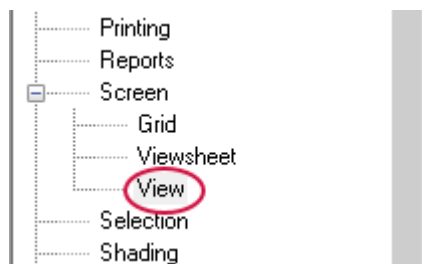 Printing
Reports
Screen
Grid
Viewsheet
View
Selection
Shading